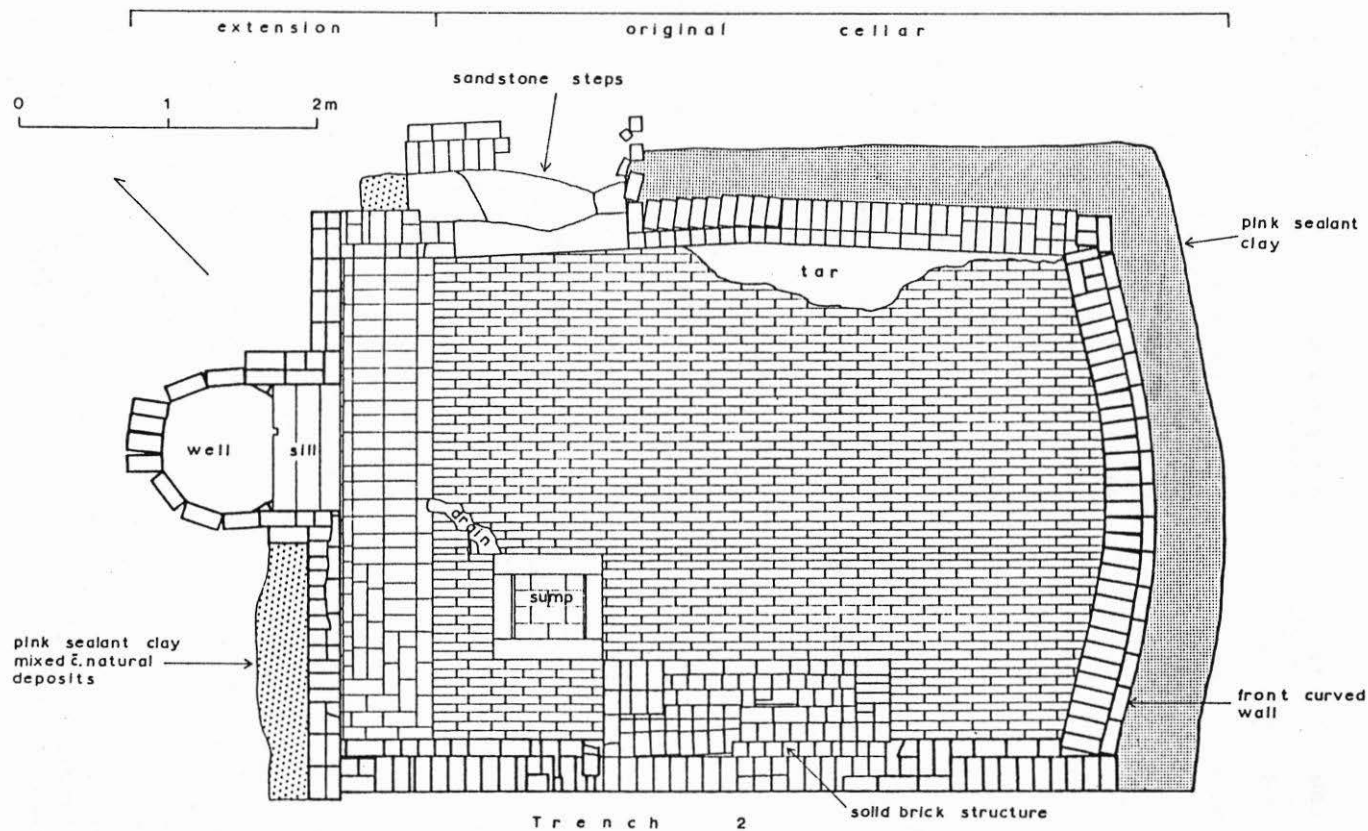 extension
original cellar
sandstone steps
0 1 2m
pink sealant
clay
tar
well
sill
drain
sump
pink sealant clay
mixed c̄. natural
deposits
front curved
wall
solid brick structure
Trench 2